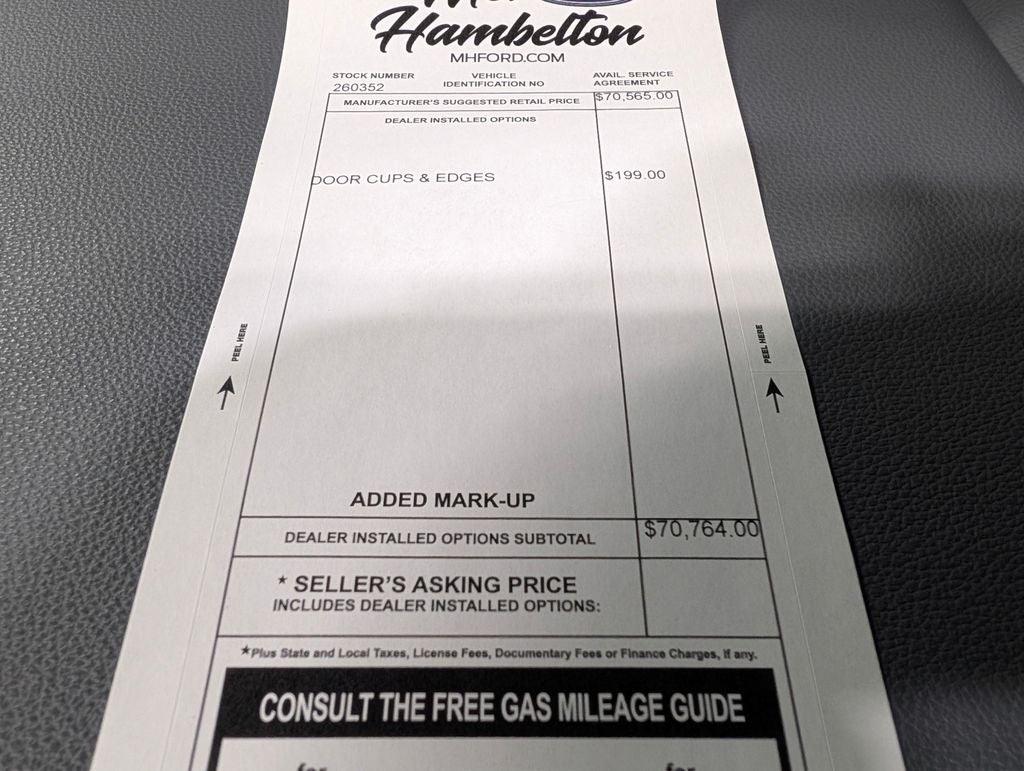 Hambelton
MHFORD.COM
STOCK NUMBER
260352
VEHICLE
IDENTIFICATION NO
AVAIL. SERVICE
AGREEMENT
MANUFACTURER'S SUGGESTED RETAIL PRICE $70,565.00
DEALER INSTALLED OPTIONS
DOOR CUPS & EDGES $199.00
PEEL HERE
PEEL HERE
ADDED MARK-UP
DEALER INSTALLED OPTIONS SUBTOTAL $70,764.00
* SELLER'S ASKING PRICE
INCLUDES DEALER INSTALLED OPTIONS:
*Plus State and Local Taxes, License Fees, Documentary Fees or Finance Charges, if any.
CONSULT THE FREE GAS MILEAGE GUIDE